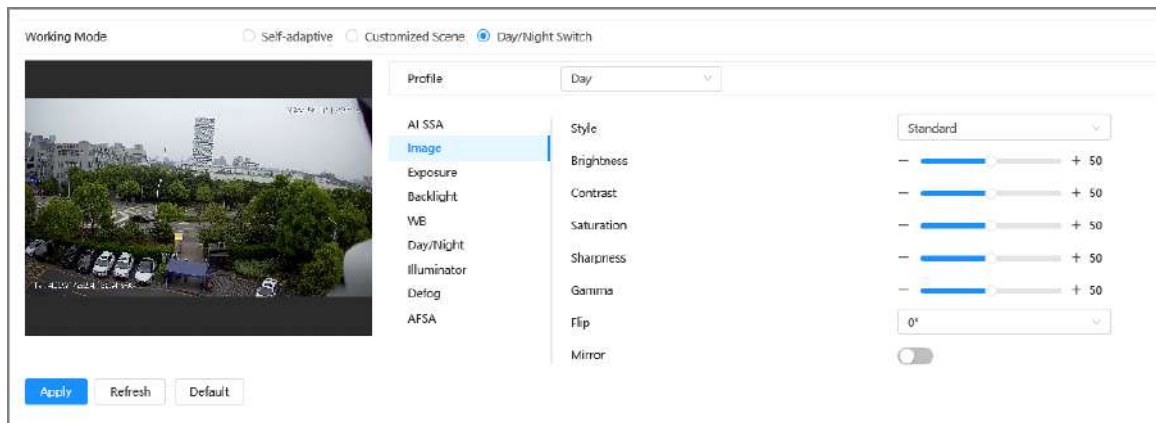 Working Mode Self-adaptive Customized Scene Day/Night Switch
Profile Day
AI SSA
Image
Exposure
Backlight
WB
Day/Night
Illuminator
Defog
AFSA
Style Standard
Brightness - + 50
Contrast - + 50
Saturation - + 50
Sharpness - + 50
Gamma - + 50
Flip 0°
Mirror
Apply Refresh Default